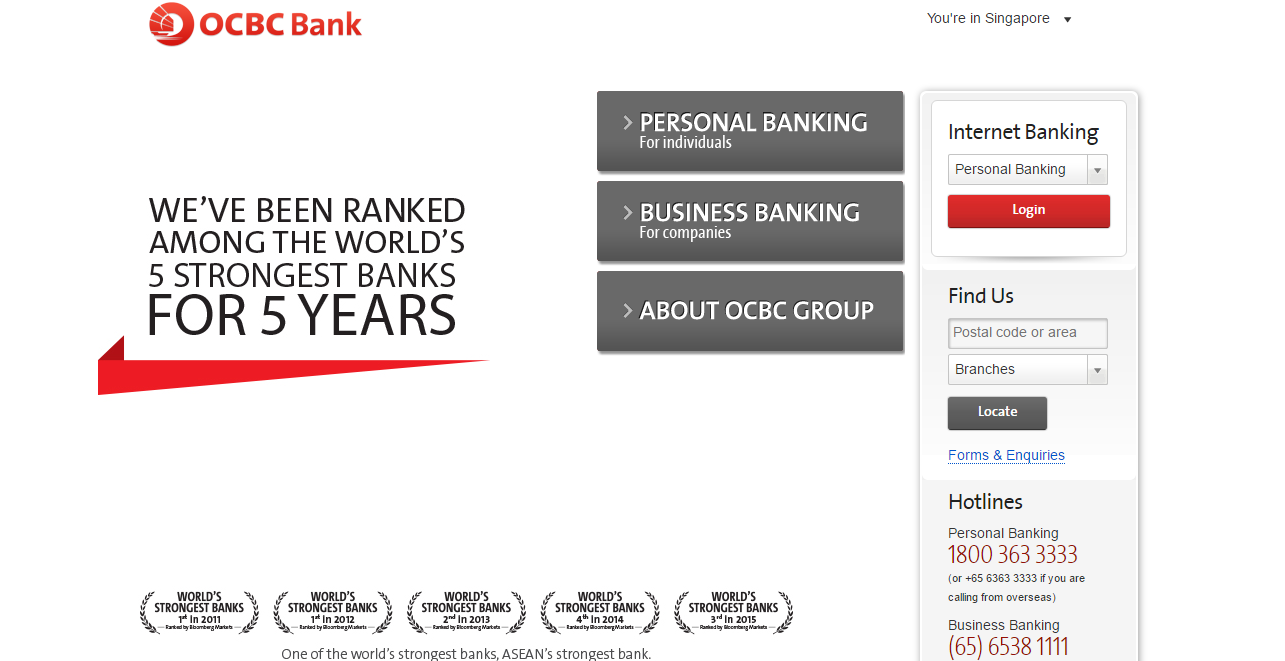 OCBC Bank
You're in Singapore
WE'VE BEEN RANKED
AMONG THE WORLD'S
5 STRONGEST BANKS
FOR 5 YEARS
PERSONAL BANKING
For individuals
BUSINESS BANKING
For companies
ABOUT OCBC GROUP
Internet Banking
Personal Banking
Login
Find Us
Postal code or area
Branches
Locate
Forms & Enquiries
Hotlines
Personal Banking
1800 363 3333
(or +65 6363 3333 if you are
calling from overseas)
Business Banking
(65) 6538 1111
WORLD'S
STRONGEST BANKS
1st in 2011
Ranked by Bloomberg Markets
WORLD'S
STRONGEST BANKS
1st in 2012
Ranked by Bloomberg Markets
WORLD'S
STRONGEST BANKS
2nd in 2013
Ranked by Bloomberg Markets
WORLD'S
STRONGEST BANKS
4th in 2014
Ranked by Bloomberg Markets
WORLD'S
STRONGEST BANKS
3rd in 2015
Ranked by Bloomberg Markets
One of the world's strongest banks, ASEAN's strongest bank.